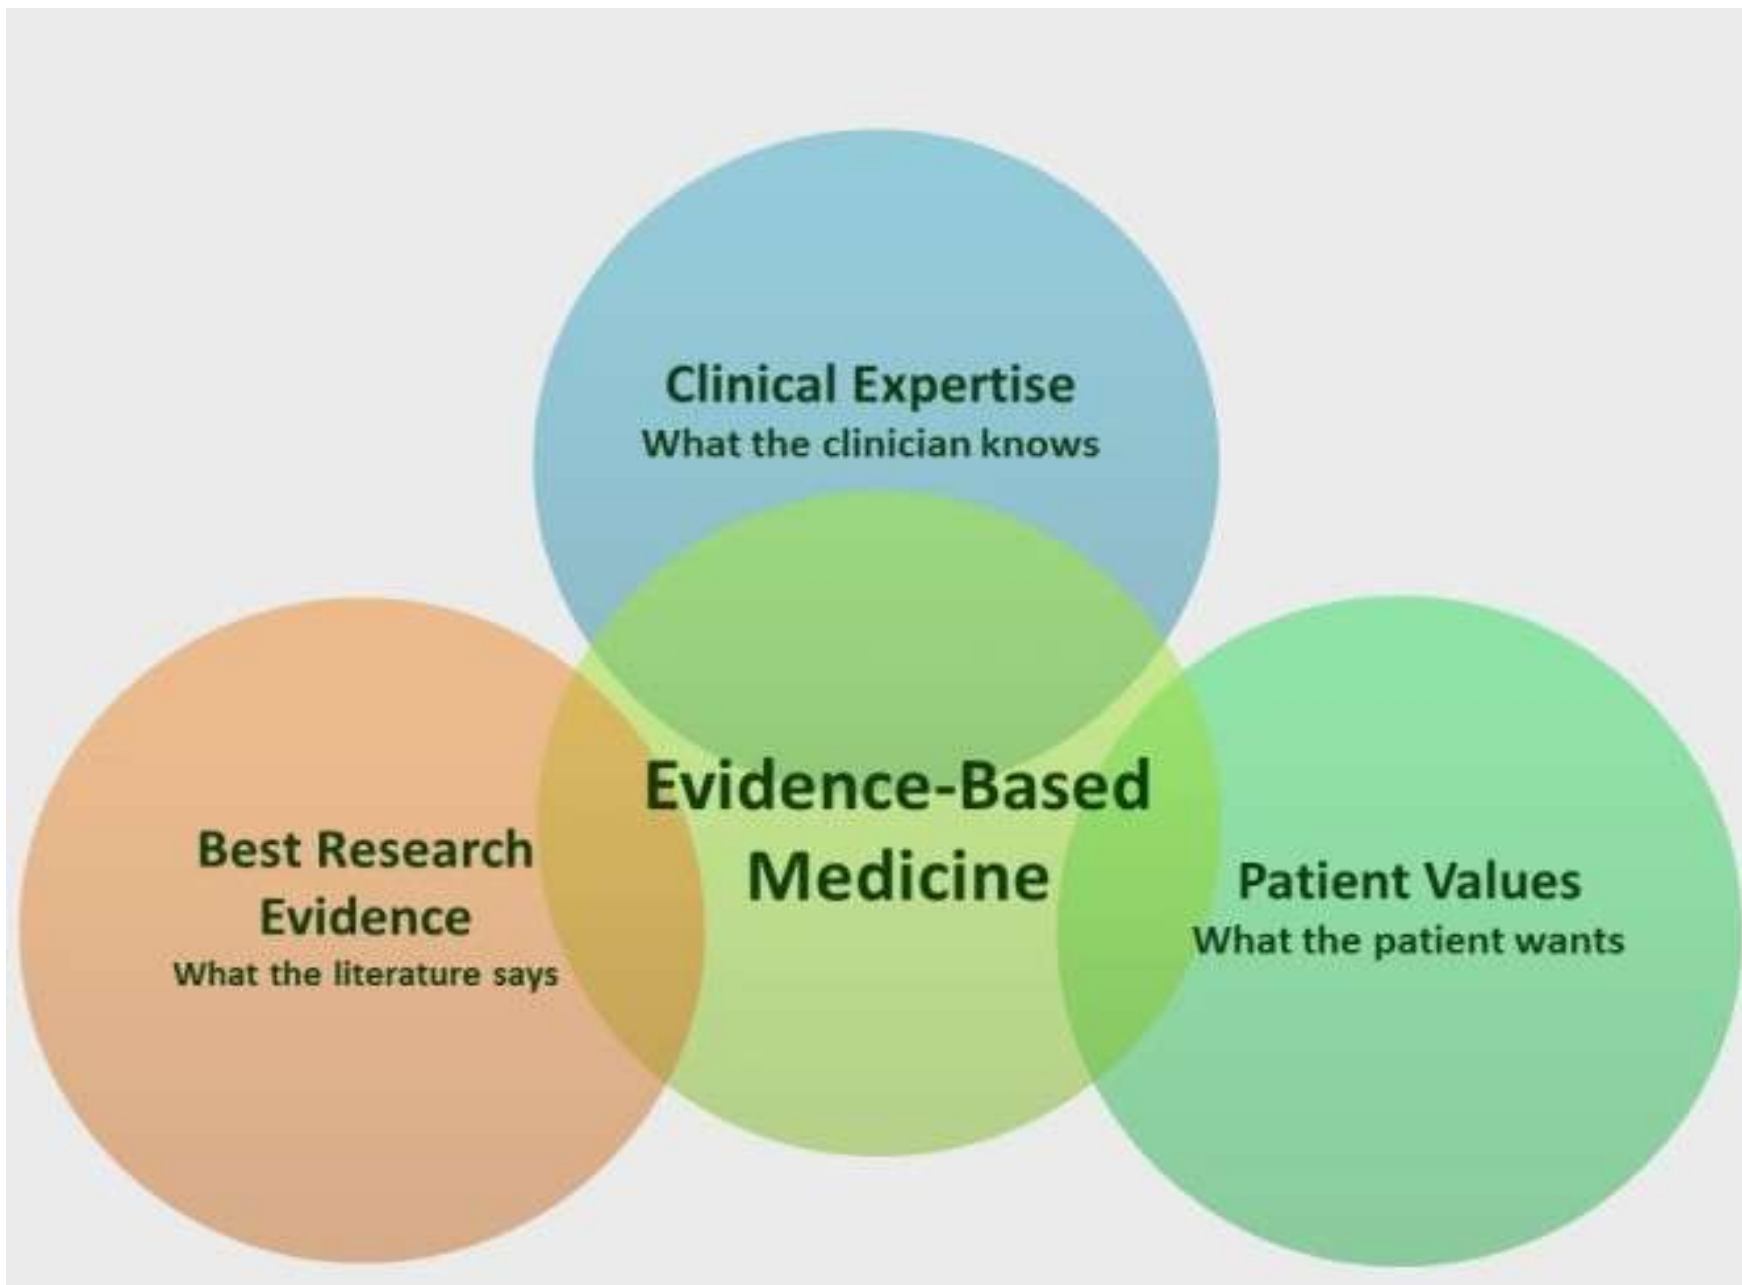 Clinical Expertise
What the clinician knows
Evidence-Based
Medicine
Best Research
Evidence
What the literature says
Patient Values
What the patient wants